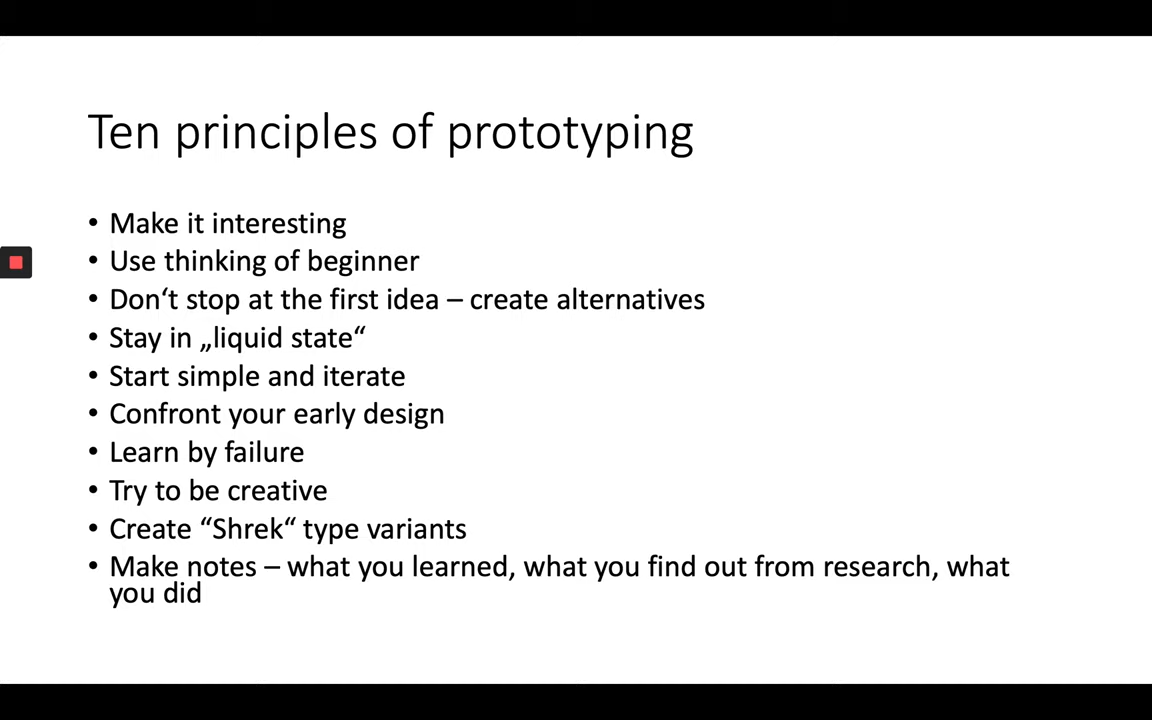 Ten principles of prototyping
• Make it interesting
• Use thinking of beginner
• Don‘t stop at the first idea – create alternatives
• Stay in „liquid state“
• Start simple and iterate
• Confront your early design
• Learn by failure
• Try to be creative
• Create “Shrek“ type variants
• Make notes – what you learned, what you find out from research, what
you did